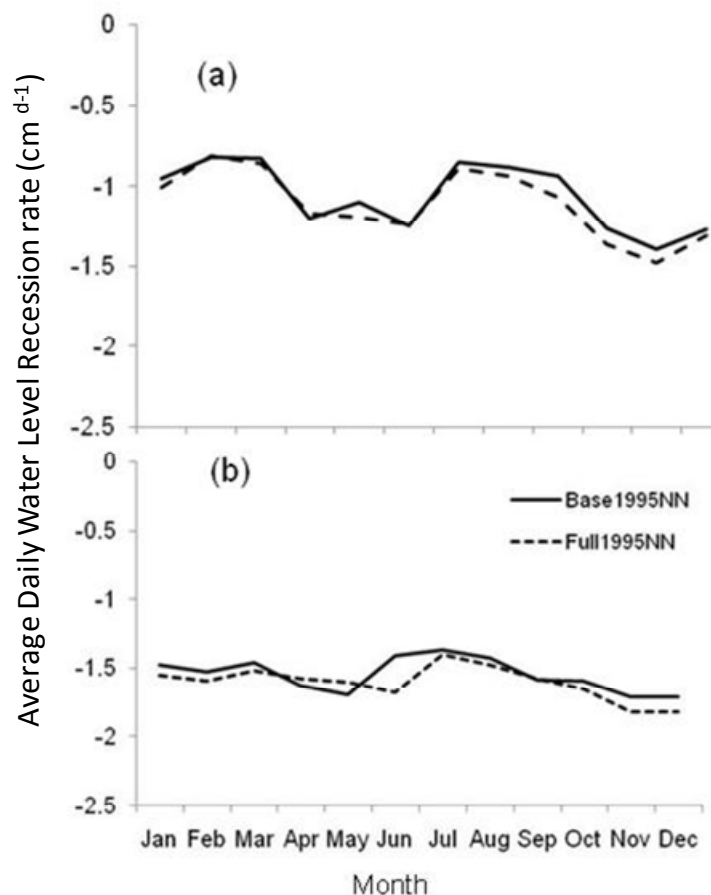 Average Daily Water Level Recession rate (cm d-1)
0
(a)
-0.5
-1
-1.5
-2
-2.5
0
(b)
-0.5
Base1995NN
Full1995NN
-1
-1.5
-2
-2.5
Jan Feb Mar Apr May Jun Jul Aug Sep Oct Nov Dec
Month